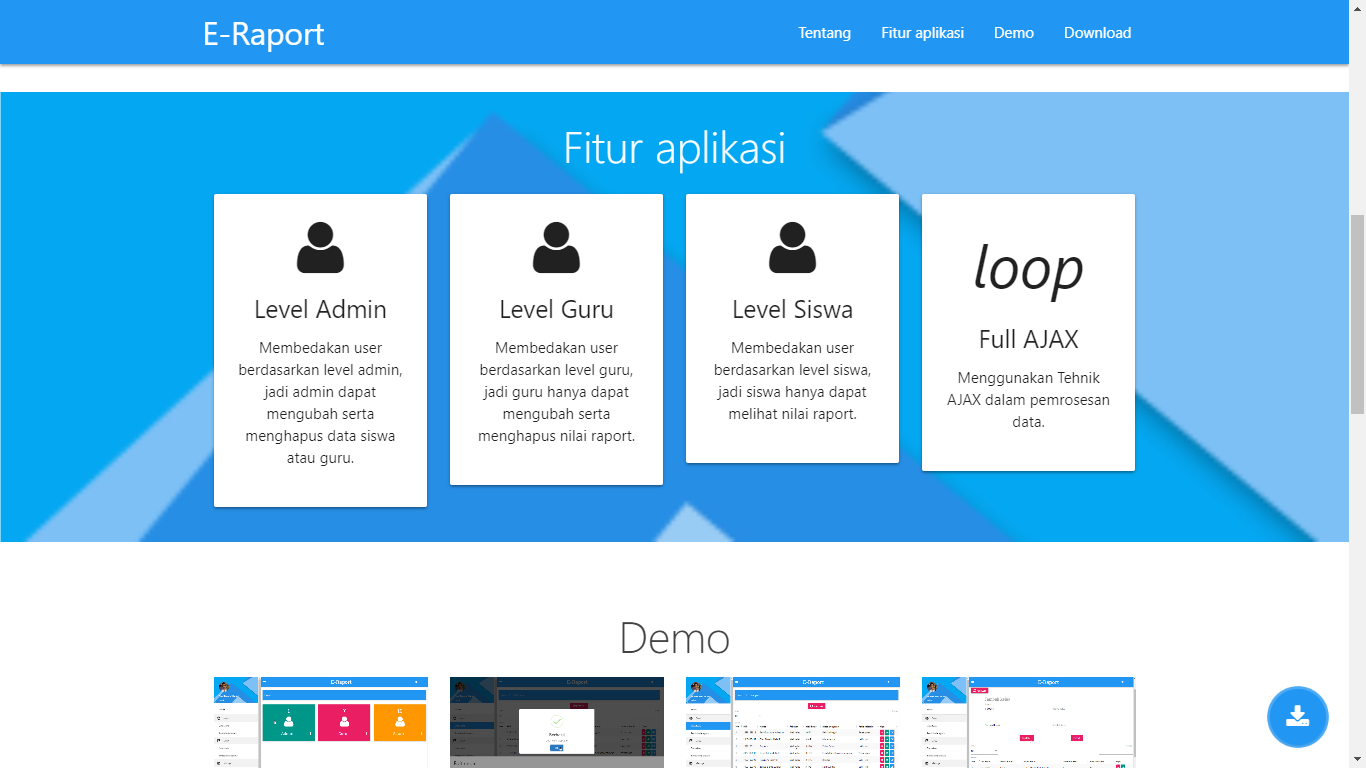 E-Raport
Tentang
Fitur aplikasi
Demo
Download
Fitur aplikasi
Level Admin
Membedakan user
berdasarkan level admin,
jadi admin dapat
mengubah serta
menghapus data siswa
atau guru.
Level Guru
Membedakan user
berdasarkan level guru,
jadi guru hanya dapat
mengubah serta
menghapus nilai raport.
Level Siswa
Membedakan user
berdasarkan level siswa,
jadi siswa hanya dapat
melihat nilai raport.
loop
Full AJAX
Menggunakan Tehnik
AJAX dalam pemrosesan
data.
Demo
E-Raport
E-Raport
E-Raport
E-Raport